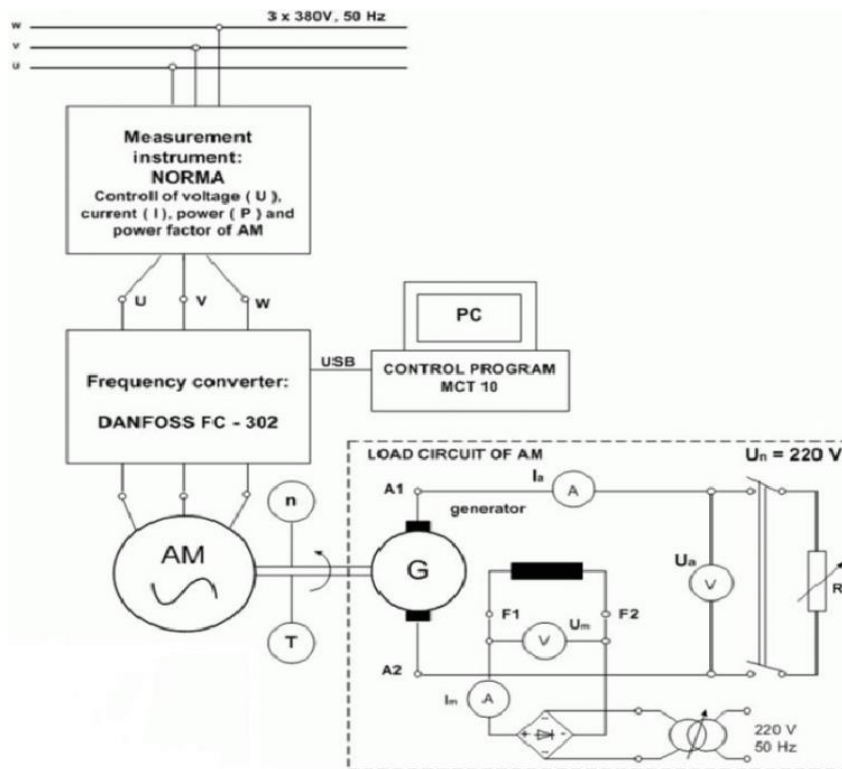 3 x 380V, 50 Hz
W
V
U
Measurement
instrument:
NORMA
Controll of voltage ( U ),
current ( I ), power ( P ) and
power factor of AM
U
V
W
PC
USB
CONTROL PROGRAM
MCT 10
Frequency converter:
DANFOSS FC - 302
LOAD CIRCUIT OF AM
Un = 220 V
Ia
A1
A
n
generator
AM
G
Ua
V
R
F1
F2
Um
V
T
A2
Im
A
+
-
220 V
50 Hz